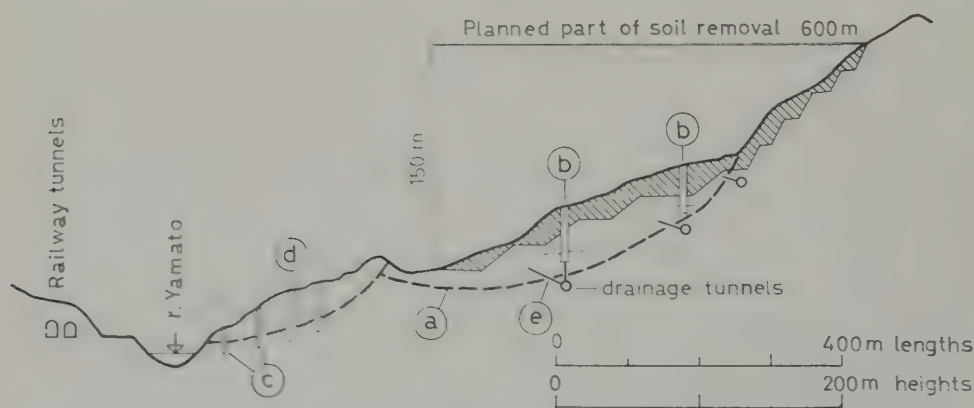 Planned part of soil removal 600m
150 m
Railway tunnels
r. Yamato
b
b
d
a
e
drainage tunnels
c
0 400m lengths
0 200m heights